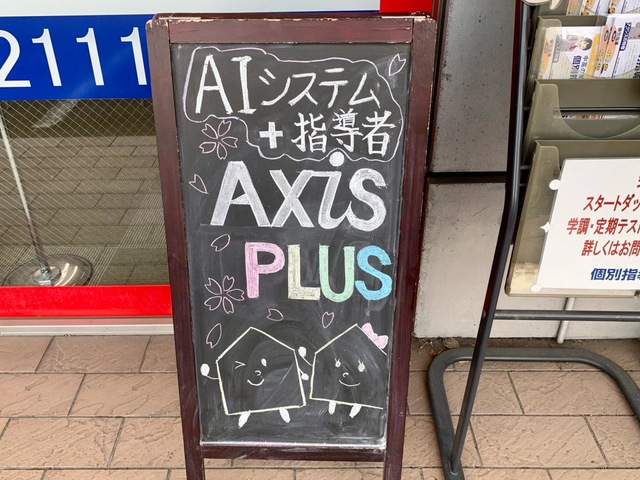 2111
AIシステム
+指導者
Axis
PLUS
スタートダッ
学調・定期テス
詳しくはお問
個別指導